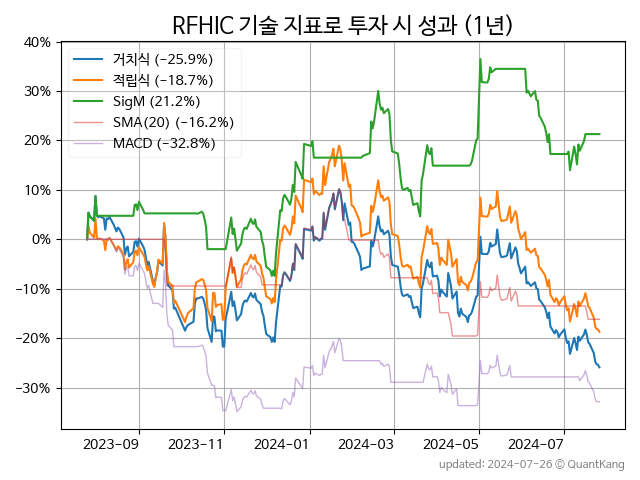 RFHIC 기술 지표로 투자 시 성과 (1년)
40%
30%
20%
10%
0%
−10%
−20%
−30%
거치식 (−25.9%)
적립식 (−18.7%)
SigM (21.2%)
SMA(20) (−16.2%)
MACD (−32.8%)
2023-09 2023-11 2024-01 2024-03 2024-05 2024-07
updated: 2024-07-26 © QuantKang